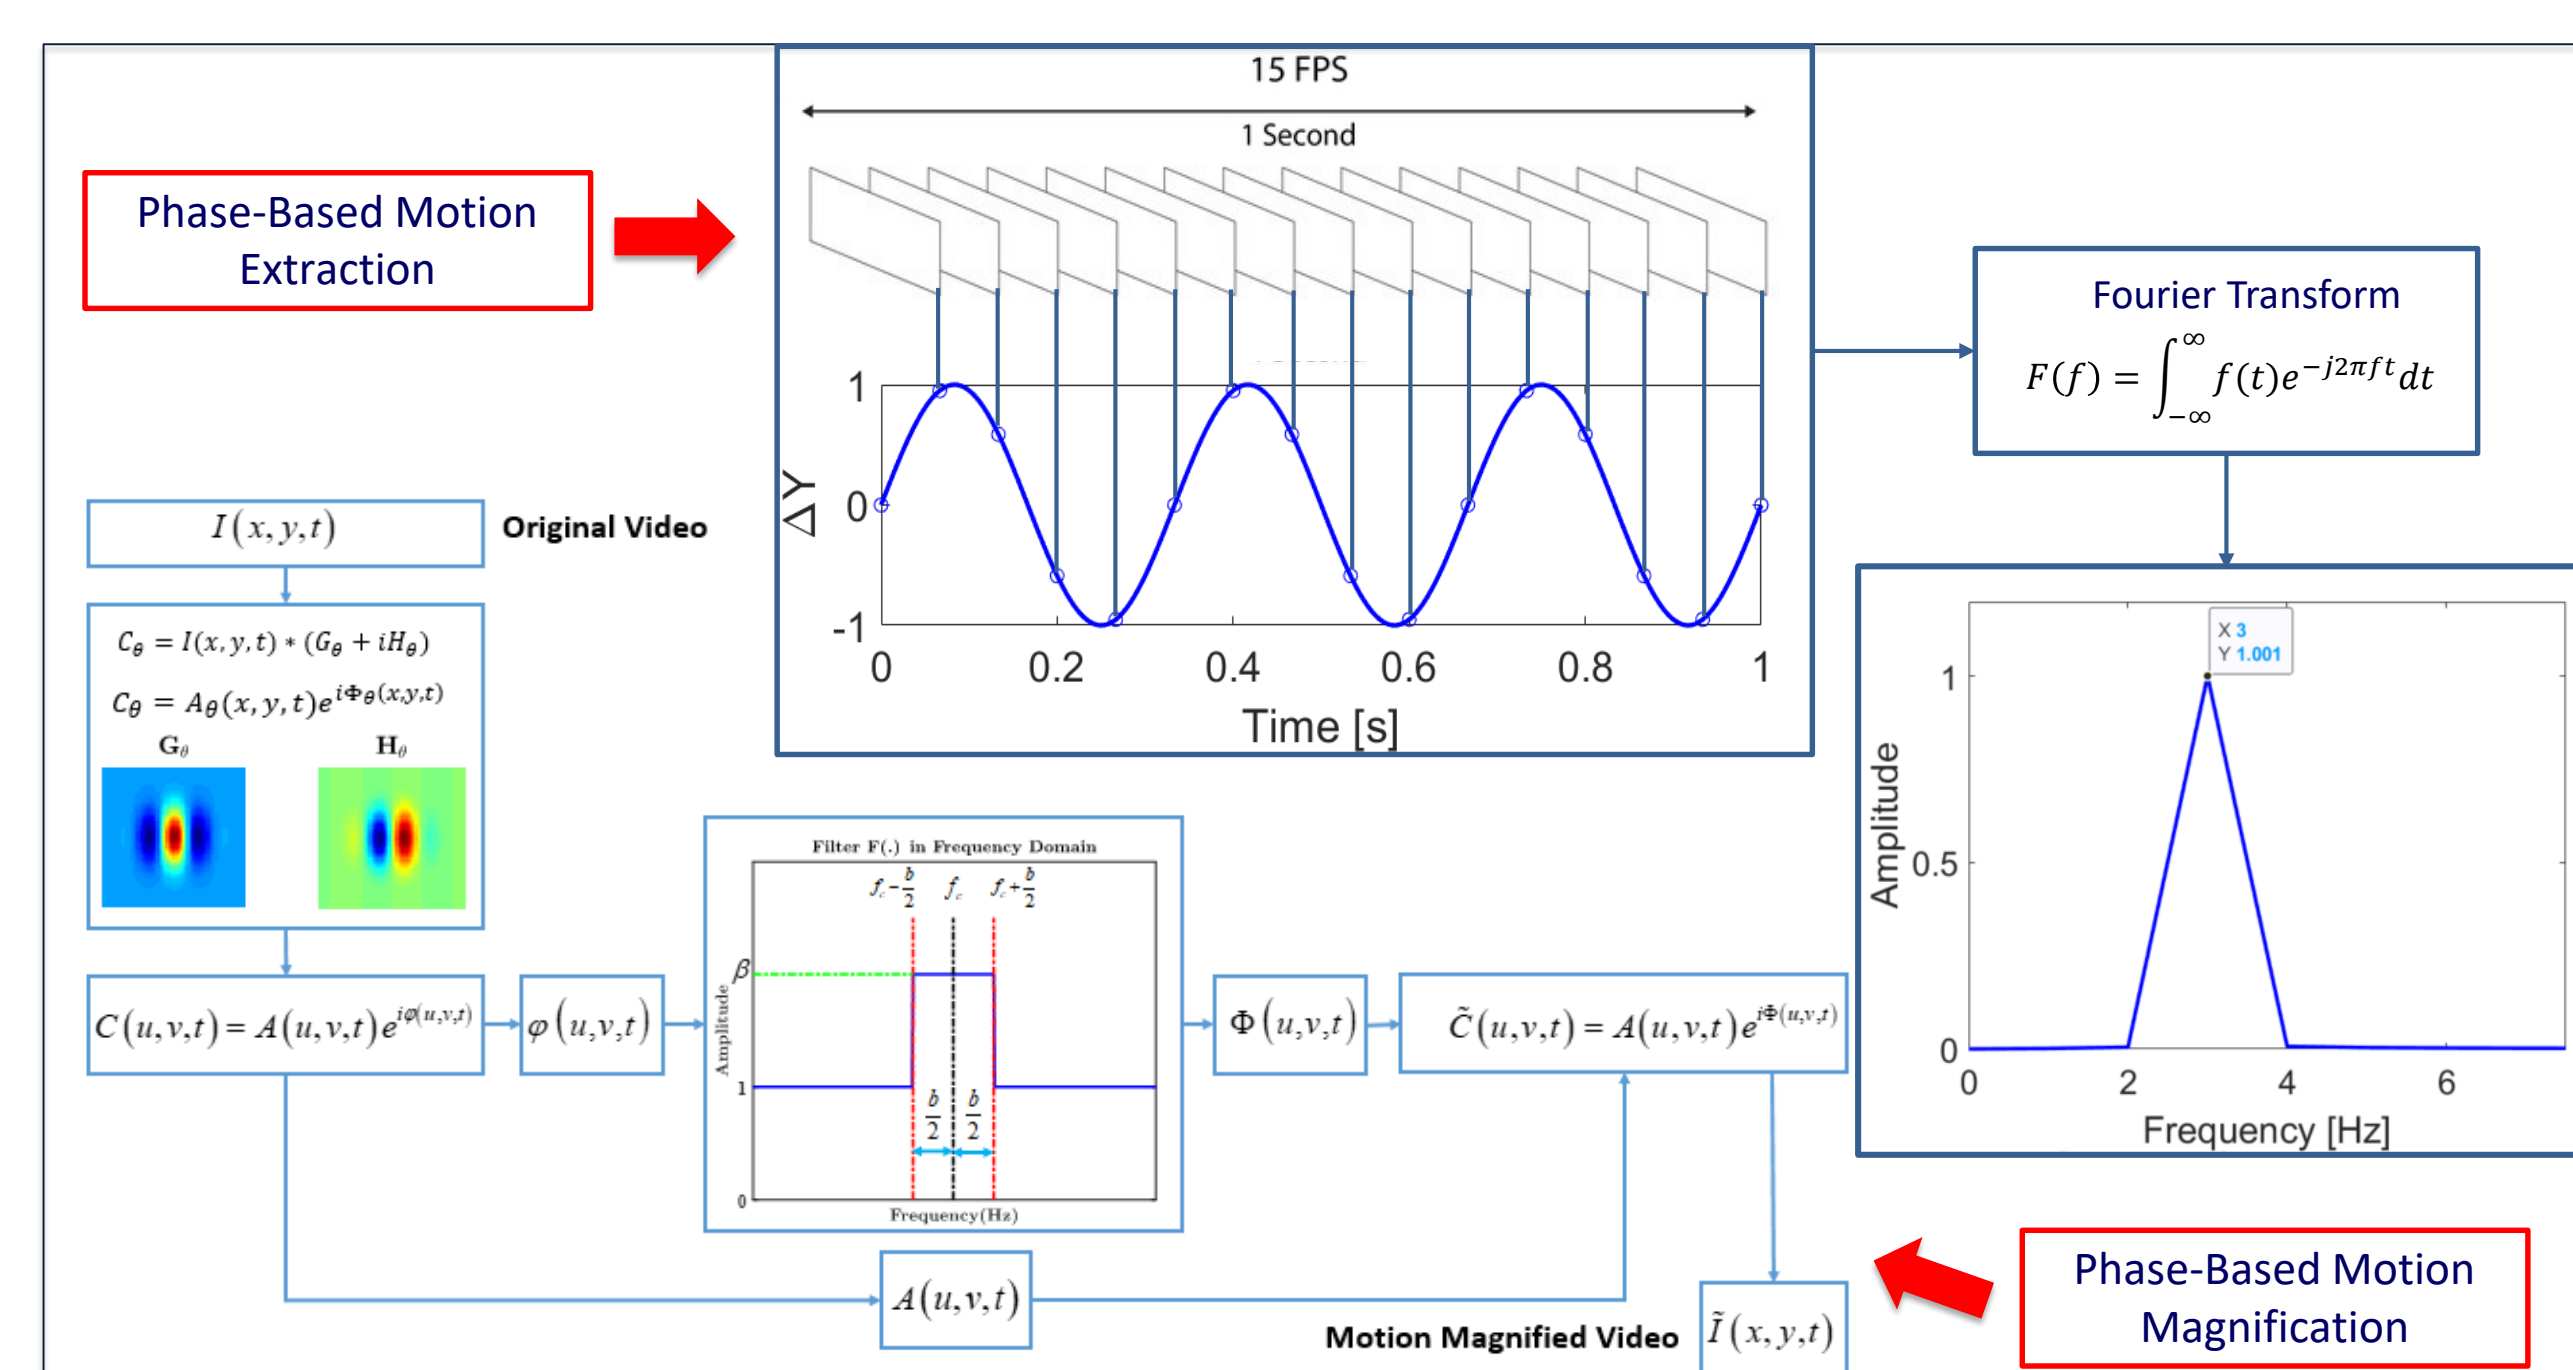 15 FPS
1 Second
Phase-Based Motion
Extraction
1
0
-1
ΔY
0 0.2 0.4 0.6 0.8 1
Time [s]
Fourier Transform
F(f) = ∫_{-∞}^{∞} f(t)e^{-j2πft}dt
I(x,y,t)
Original Video
C_θ = I(x,y,t) * (G_θ + iH_θ)
C_θ = A_θ(x,y,t)e^{iΦ_θ(x,y,t)}
G_θ H_θ
C(u,v,t) = A(u,v,t)e^{iφ(u,v,t)}
φ(u,v,t)
Filter F(.) in Frequency Domain
f_c - b/2 f_c f_c + b/2
β
1
0
Amplitude
b/2 b/2
Frequency(Hz)
Φ(u,v,t)
C̃(u,v,t) = A(u,v,t)e^{iΦ(u,v,t)}
A(u,v,t)
Motion Magnified Video
Ĩ(x,y,t)
X 3
Y 1.001
1
0.5
0
Amplitude
0 2 4 6
Frequency [Hz]
Phase-Based Motion
Magnification